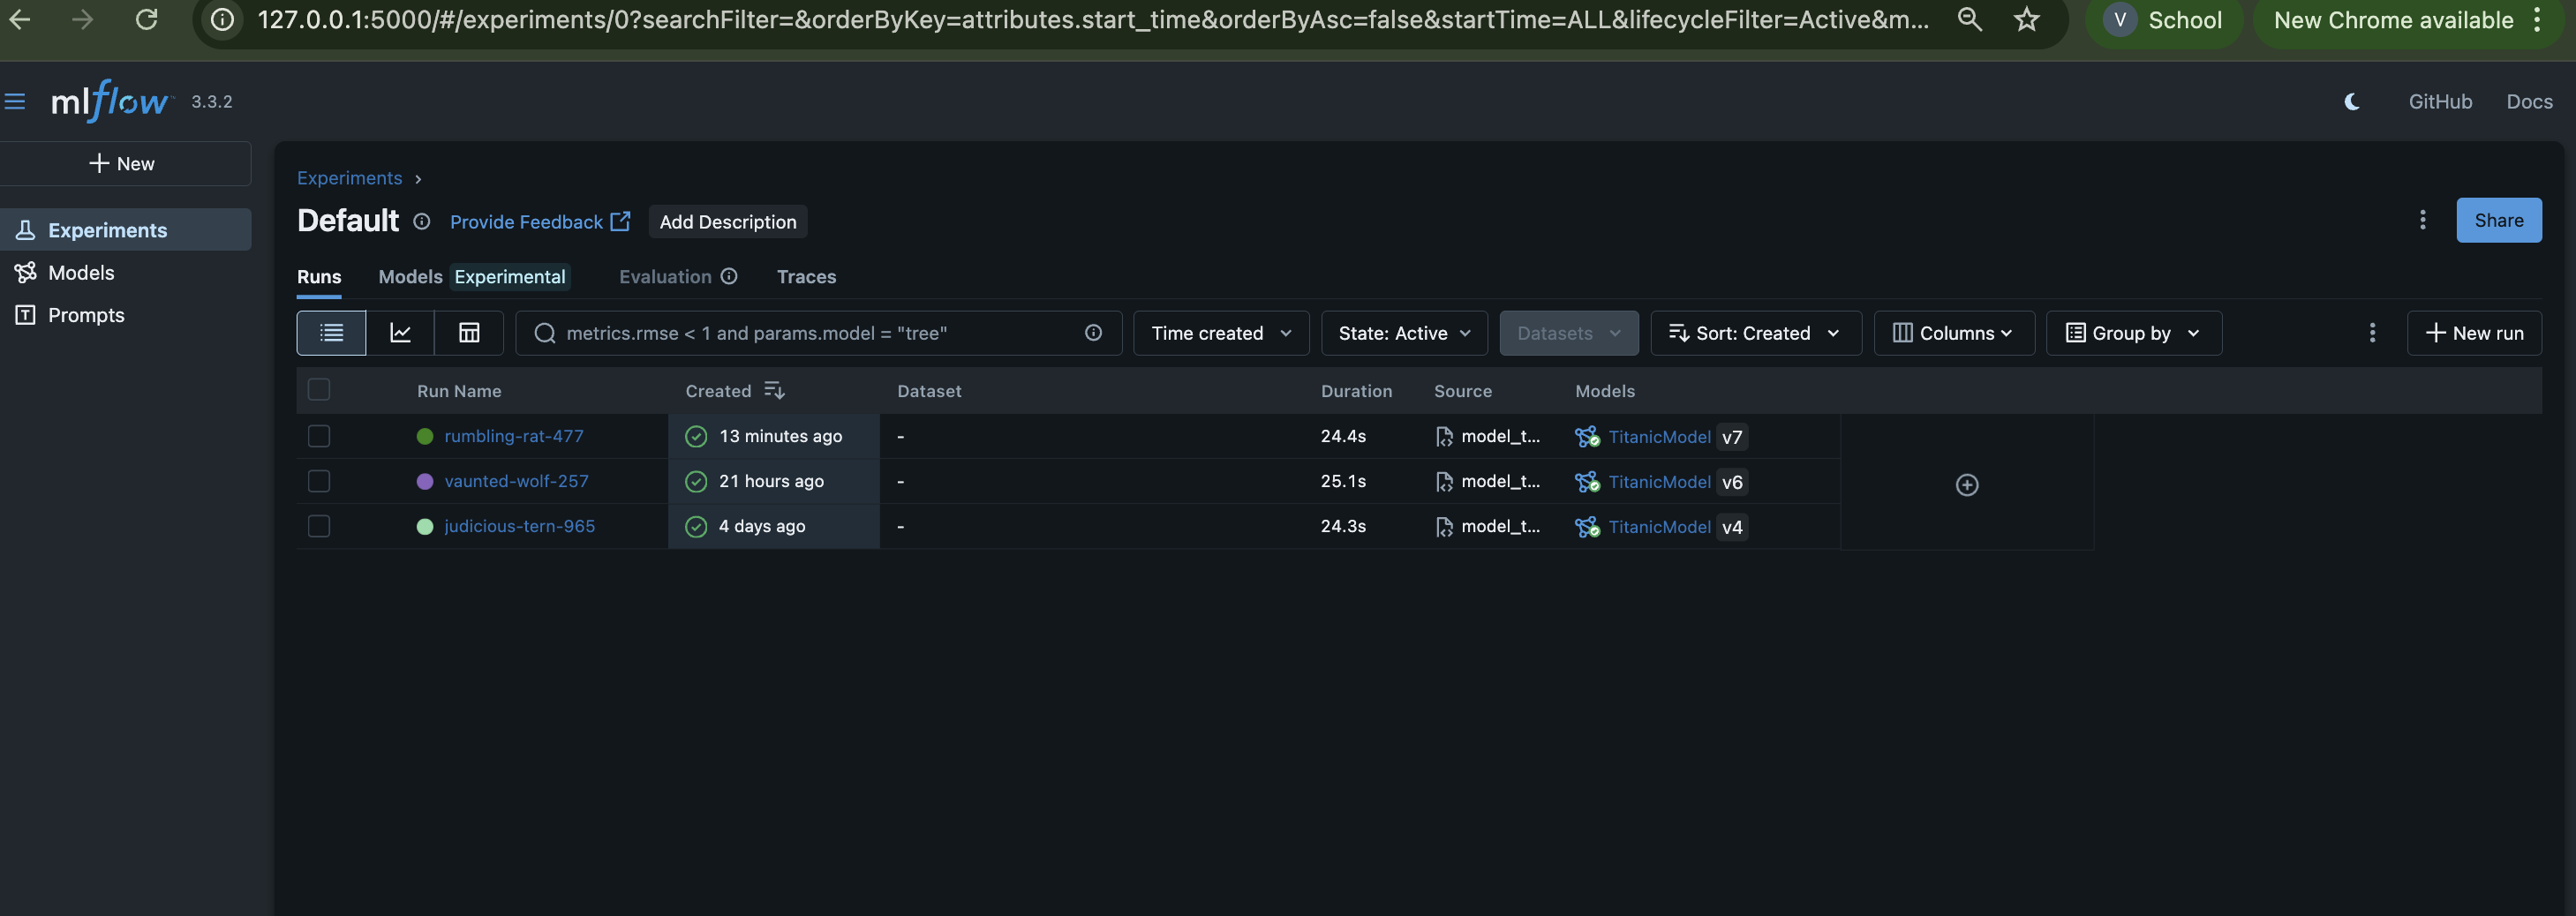 127.0.0.1:5000/#/experiments/0?searchFilter=&orderByKey=attributes.start_time&orderByAsc=false&startTime=ALL&lifecycleFilter=Active&m...
V School
New Chrome available
mlflow 3.3.2
GitHub
Docs
New
Experiments
Models
Prompts
Experiments
Default
Provide Feedback
Add Description
Share
Runs
Models Experimental
Evaluation
Traces
metrics.rmse < 1 and params.model = "tree"
Time created
State: Active
Datasets
Sort: Created
Columns
Group by
New run
Run Name Created Dataset Duration Source Models
rumbling-rat-477 13 minutes ago - 24.4s model_t... TitanicModel v7
vaunted-wolf-257 21 hours ago - 25.1s model_t... TitanicModel v6
judicious-tern-965 4 days ago - 24.3s model_t... TitanicModel v4